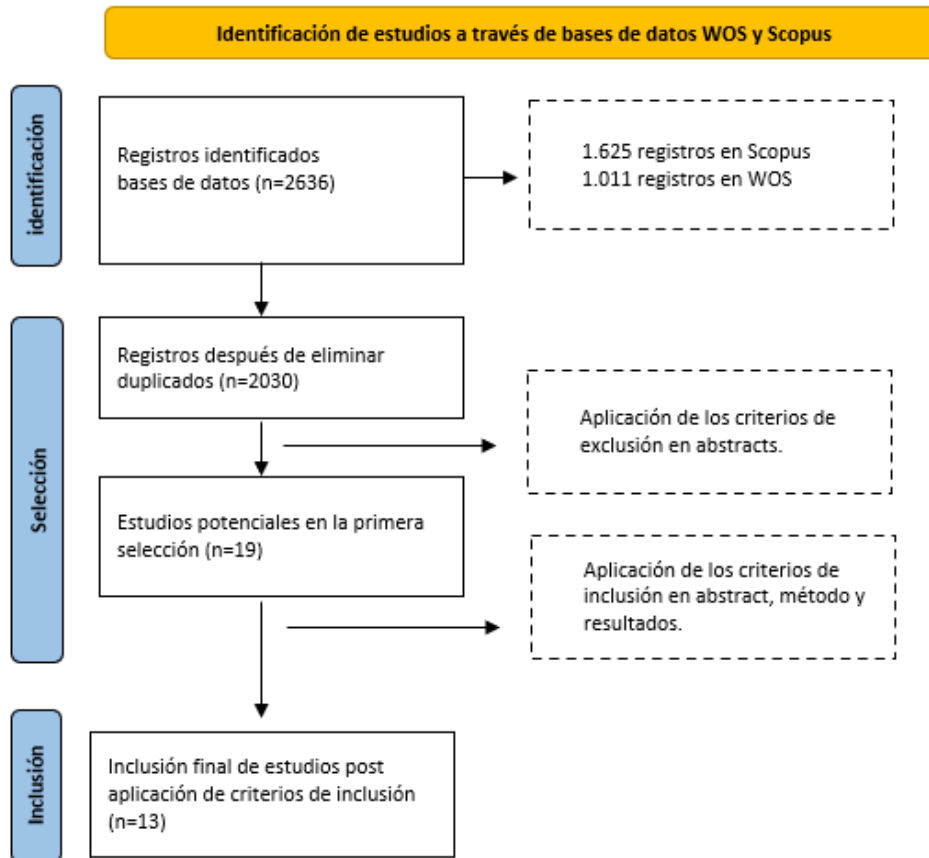 Identificación de estudios a través de bases de datos WOS y Scopus
identificación
Registros identificados
bases de datos (n=2636)
1.625 registros en Scopus
1.011 registros en WOS
Selección
Registros después de eliminar
duplicados (n=2030)
Aplicación de los criterios de
exclusión en abstracts.
Estudios potenciales en la primera
selección (n=19)
Aplicación de los criterios de
inclusión en abstract, método y
resultados.
Inclusión
Inclusión final de estudios post
aplicación de criterios de inclusión
(n=13)